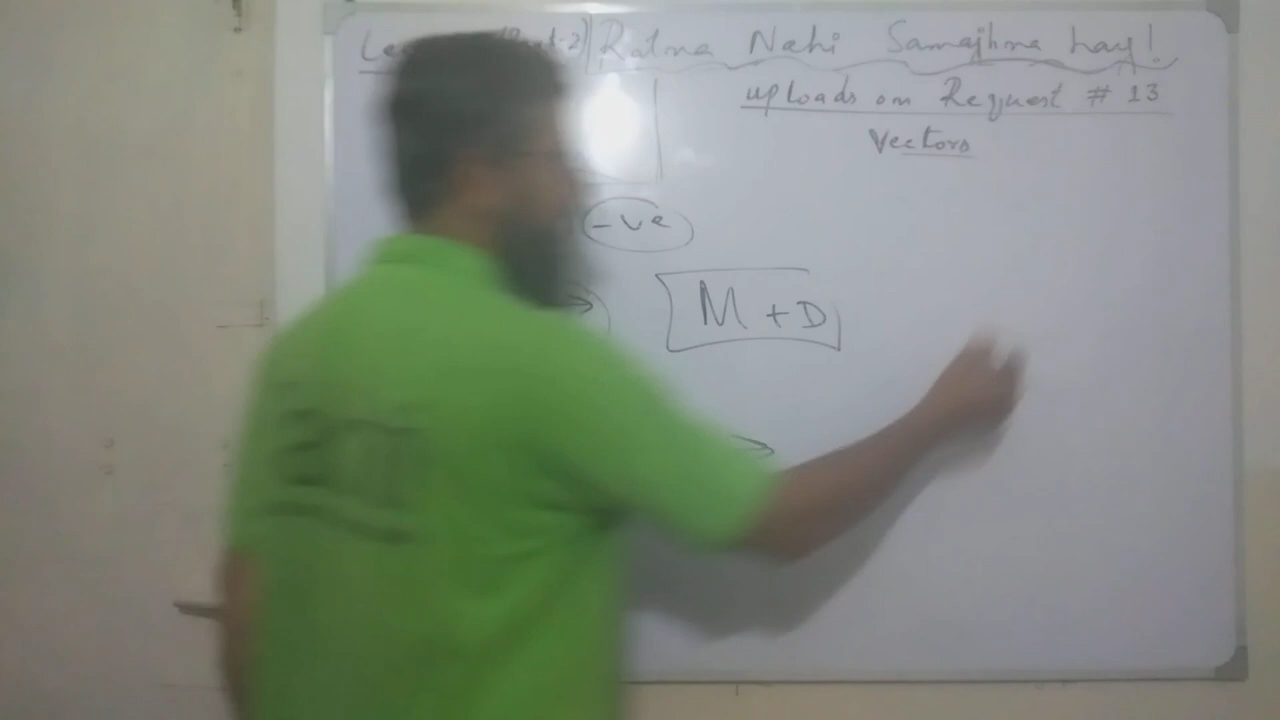 Ratna Nahi Samajhna hay!
uploads on Request # 13
Vectors
-ve
M + D